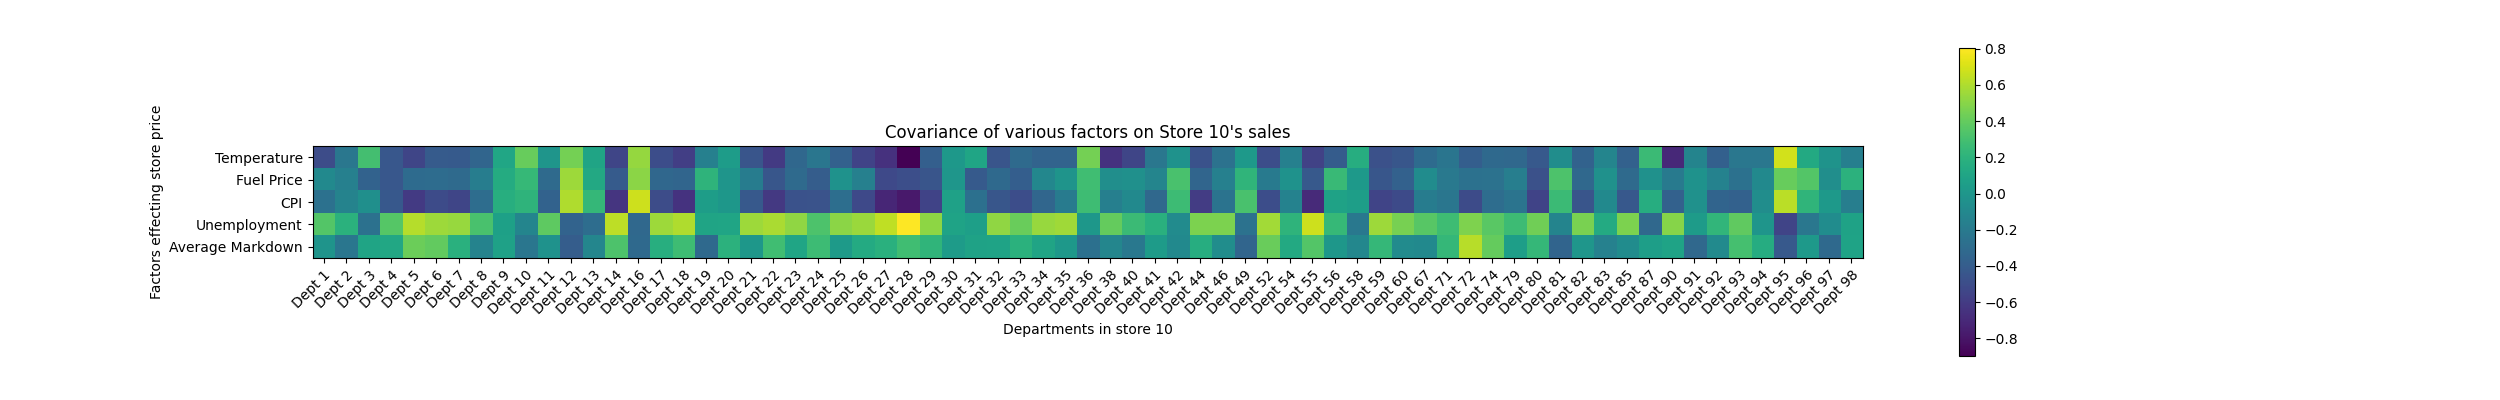 Covariance of various factors on Store 10's sales
Factors effecting store price
Temperature
Fuel Price
CPI
Unemployment
Average Markdown
Dept 1
Dept 2
Dept 3
Dept 4
Dept 5
Dept 6
Dept 7
Dept 8
Dept 9
Dept 10
Dept 11
Dept 12
Dept 13
Dept 14
Dept 16
Dept 17
Dept 18
Dept 19
Dept 20
Dept 21
Dept 22
Dept 23
Dept 24
Dept 25
Dept 26
Dept 27
Dept 28
Dept 29
Dept 30
Dept 31
Dept 32
Dept 33
Dept 34
Dept 35
Dept 36
Dept 38
Dept 40
Dept 41
Dept 42
Dept 44
Dept 46
Dept 49
Dept 52
Dept 54
Dept 55
Dept 56
Dept 58
Dept 59
Dept 60
Dept 67
Dept 71
Dept 72
Dept 74
Dept 79
Dept 80
Dept 81
Dept 82
Dept 83
Dept 85
Dept 87
Dept 90
Dept 91
Dept 92
Dept 93
Dept 94
Dept 95
Dept 96
Dept 97
Dept 98
Departments in store 10
0.8
0.6
0.4
0.2
0.0
−0.2
−0.4
−0.6
−0.8